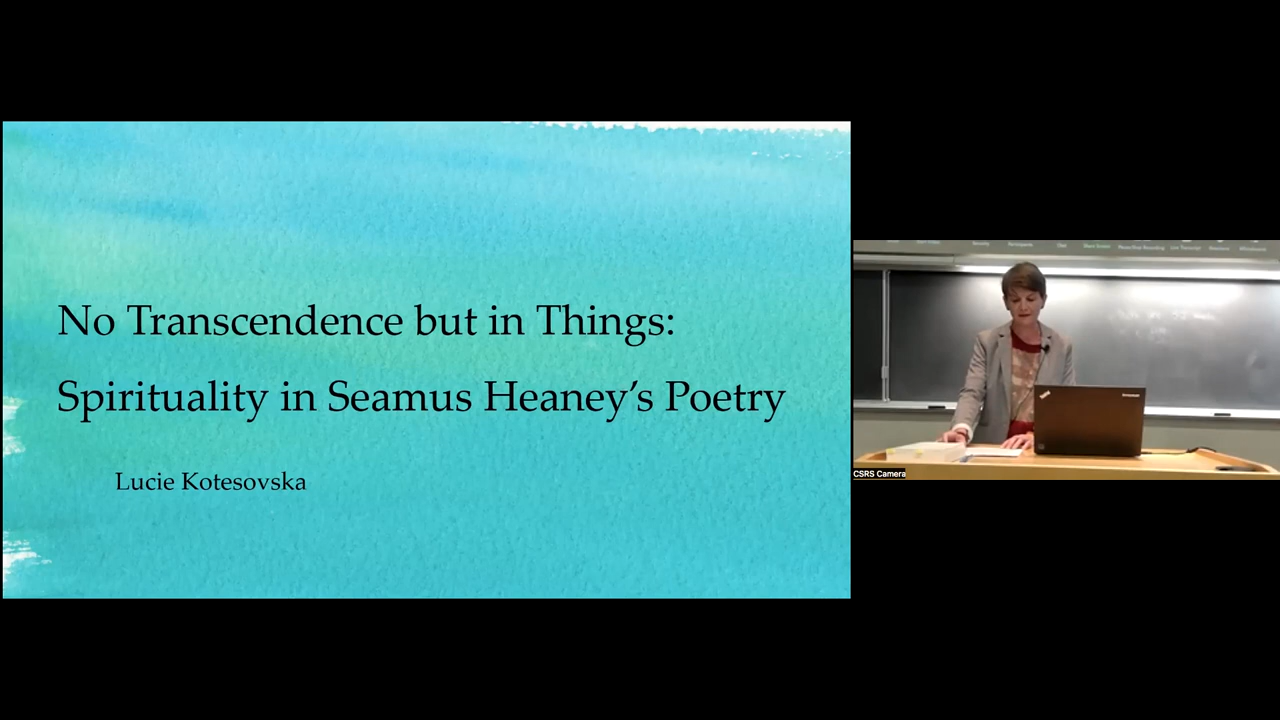 No Transcendence but in Things:
Spirituality in Seamus Heaney’s Poetry
Lucie Kotesovska
CSRS Camera